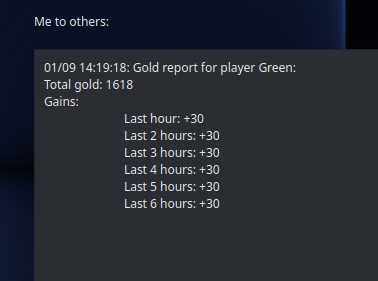 Me to others:
01/09 14:19:18: Gold report for player Green:
Total gold: 1618
Gains:
Last hour: +30
Last 2 hours: +30
Last 3 hours: +30
Last 4 hours: +30
Last 5 hours: +30
Last 6 hours: +30